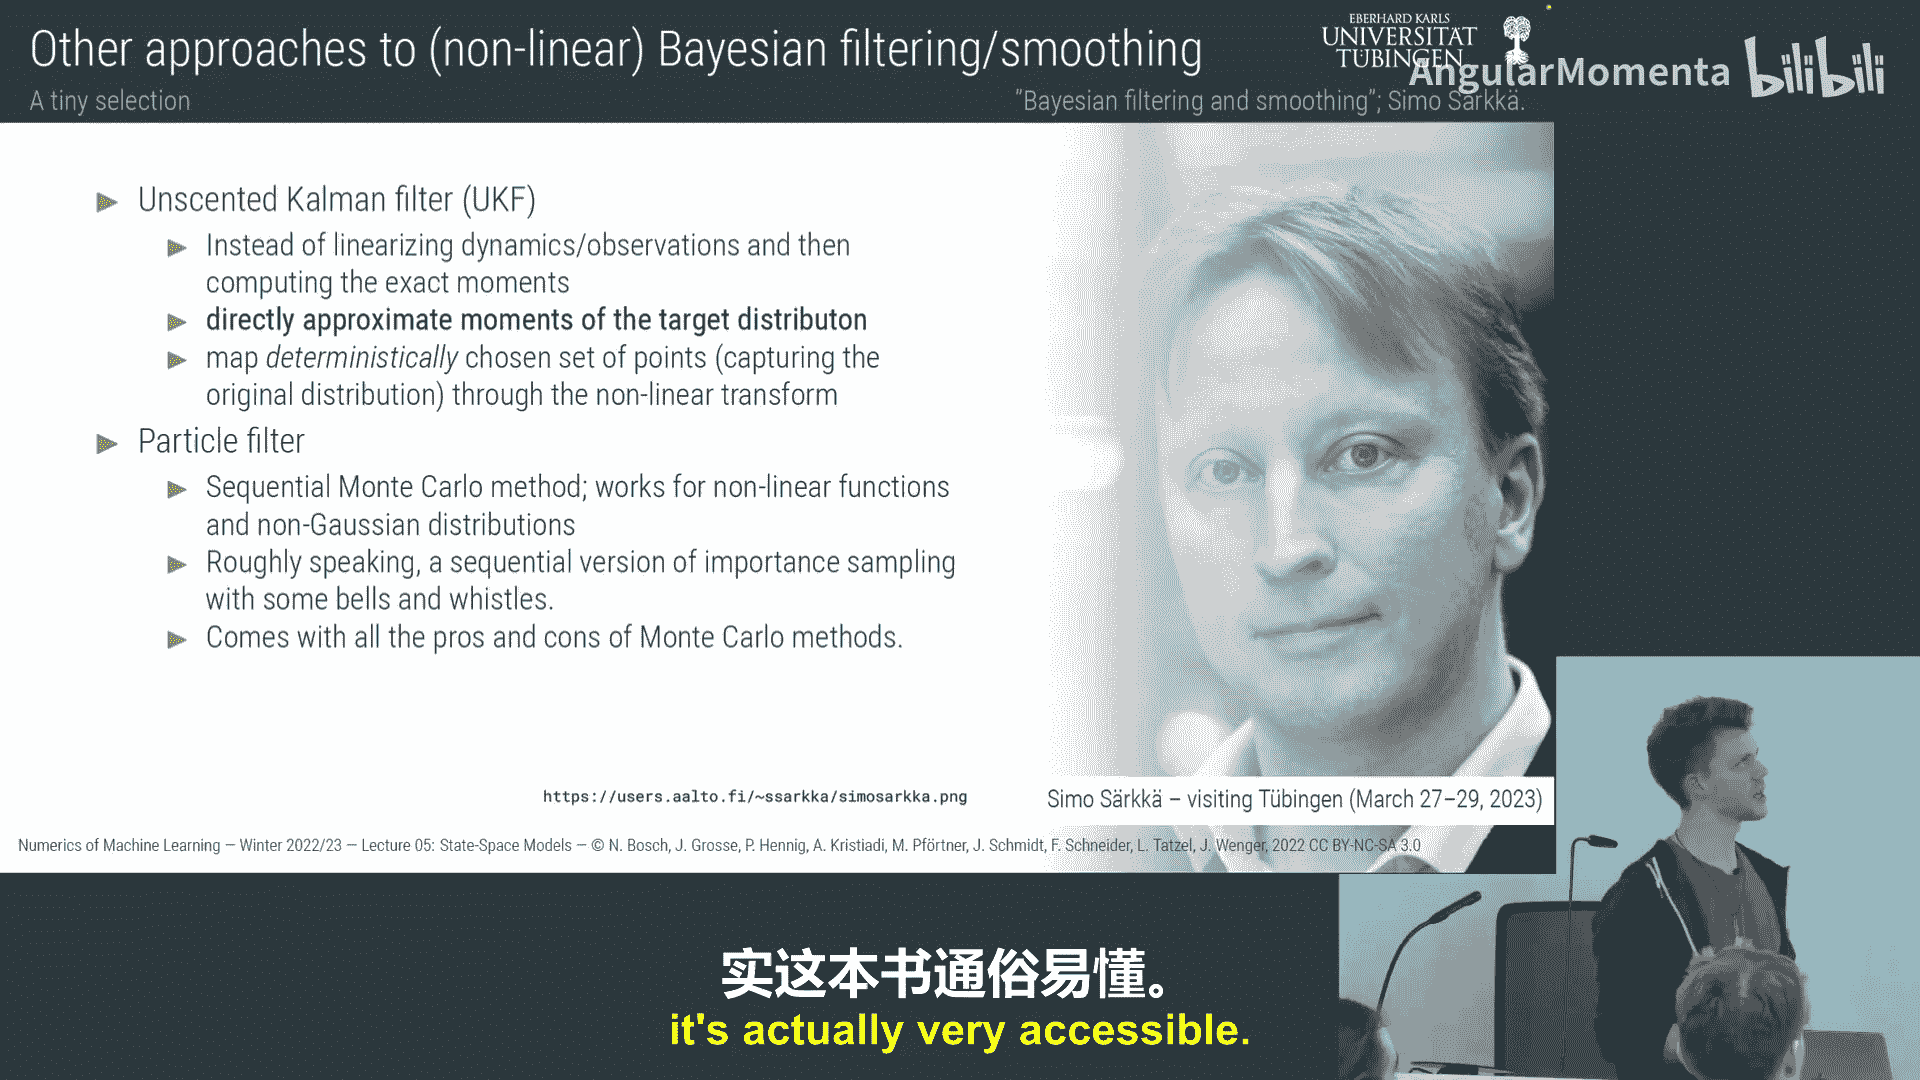 Other approaches to (non-linear) Bayesian filtering/smoothing
A tiny selection
"Bayesian filtering and smoothing"; Simo Särkkä.
EBERHARD KARLS
UNIVERSITÄT
TÜBINGEN
AngularMomenta
bilibili
Unscented Kalman filter (UKF)
Instead of linearizing dynamics/observations and then
computing the exact moments
directly approximate moments of the target distributon
map deterministically chosen set of points (capturing the
original distribution) through the non-linear transform
Particle filter
Sequential Monte Carlo method; works for non-linear functions
and non-Gaussian distributions
Roughly speaking, a sequential version of importance sampling
with some bells and whistles.
Comes with all the pros and cons of Monte Carlo methods.
https://users.aalto.fi/~ssarkka/simosarkka.png
Simo Särkkä – visiting Tübingen (March 27–29, 2023)
Numerics of Machine Learning — Winter 2022/23 — Lecture 05: State-Space Models — © N. Bosch, J. Grosse, P. Hennig, A. Kristiadi, M. Pförtner, J. Schmidt, F. Schneider, L. Tatzel, J. Wenger, 2022 CC BY-NC-SA 3.0
实这本书通俗易懂。
it's actually very accessible.